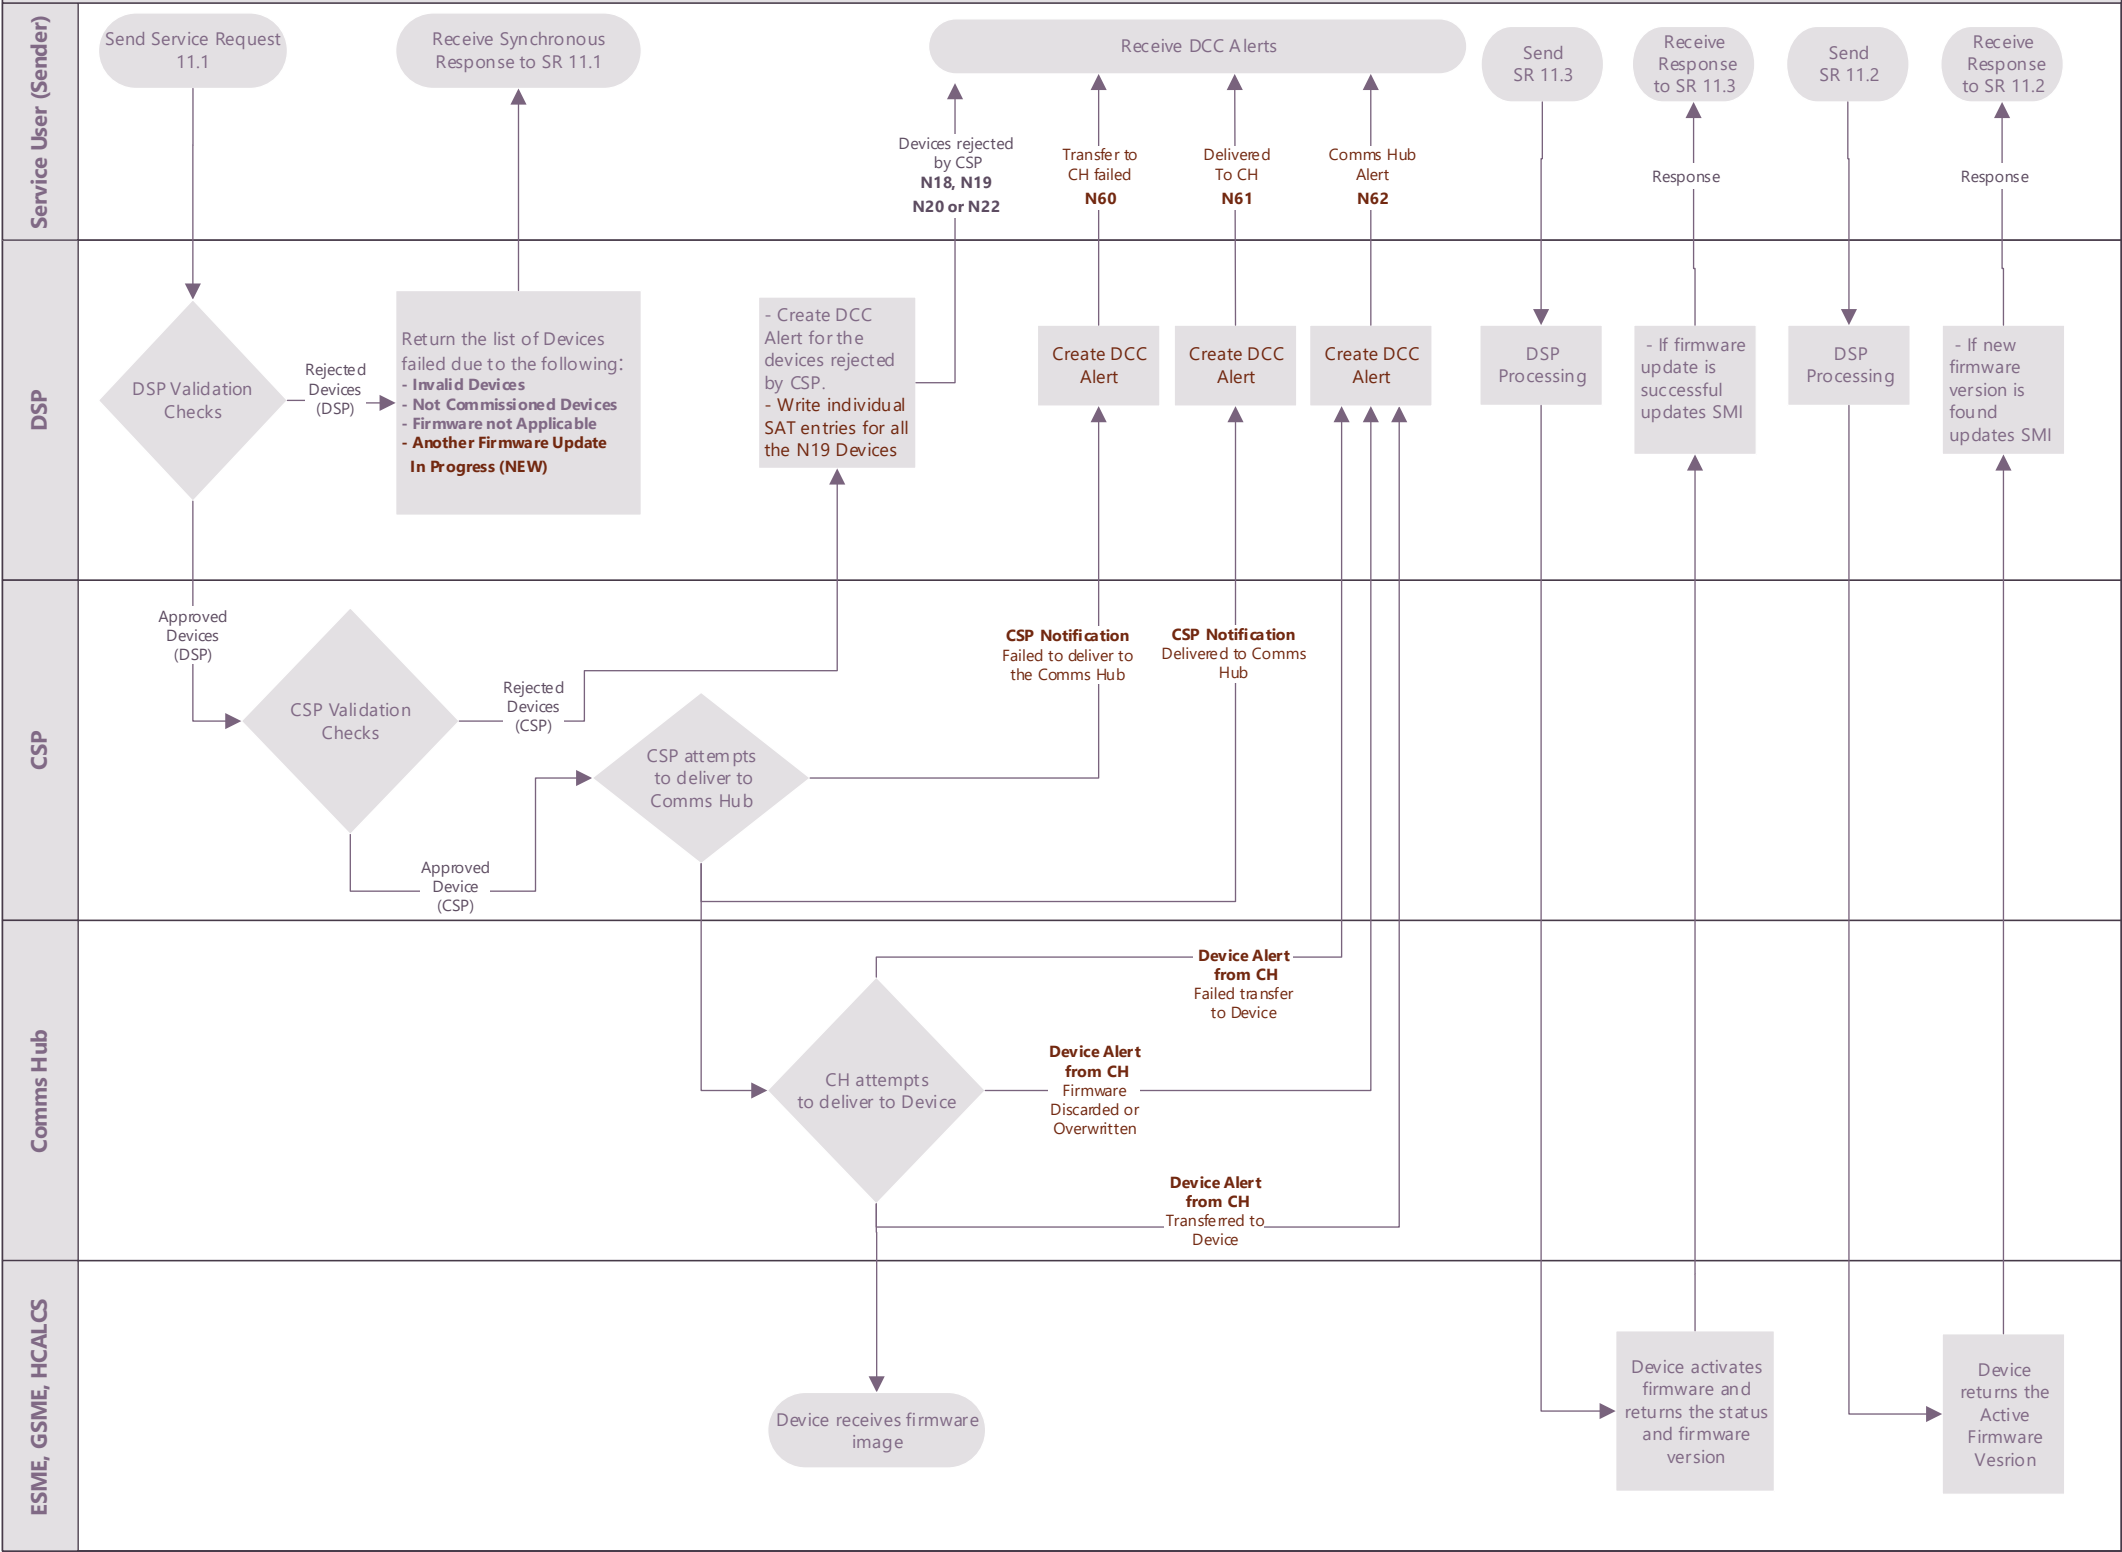 Service User (Sender)
Send Service Request
11.1
Receive Synchronous
Response to SR 11.1
Receive DCC Alerts
Send
SR 11.3
Receive
Response
to SR 11.3
Send
SR 11.2
Receive
Response
to SR 11.2
Devices rejected
by CSP
N18, N19
N20 or N22
Transfer to
CH failed
N60
Delivered
To CH
N61
Comms Hub
Alert
N62
Response
Response
DSP
DSP Validation
Checks
Rejected
Devices
(DSP)
Return the list of Devices
failed due to the following:
- Invalid Devices
- Not Commissioned Devices
- Firmware not Applicable
- Another Firmware Update
In Progress (NEW)
- Create DCC
Alert for the
devices rejected
by CSP.
- Write individual
SAT entries for all
the N19 Devices
Create DCC
Alert
Create DCC
Alert
Create DCC
Alert
DSP
Processing
- If firmware
update is
successful
updates SMI
DSP
Processing
- If new
firmware
version is
found
updates SMI
CSP
Approved
Devices
(DSP)
CSP Validation
Checks
Rejected
Devices
(CSP)
Approved
Device
(CSP)
CSP attempts
to deliver to
Comms Hub
CSP Notification
Failed to deliver to
the Comms Hub
CSP Notification
Delivered to Comms
Hub
Comms Hub
CH attempts
to deliver to Device
Device Alert
from CH
Failed transfer
to Device
Device Alert
from CH
Firmware
Discarded or
Overwritten
Device Alert
from CH
Transferred to
Device
ESME, GSME, HCALCS
Device receives firmware
image
Device activates
firmware and
returns the status
and firmware
version
Device
returns the
Active
Firmware
Vesrion